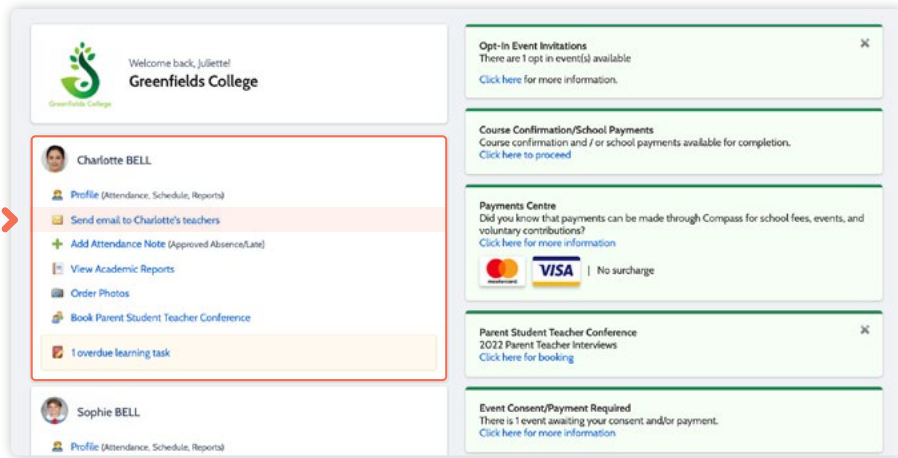 Welcome back, Juliette!
Greenfields College
Greenfields College
Charlotte BELL
Profile (Attendance, Schedule, Reports)
Send email to Charlotte's teachers
Add Attendance Note (Approved Absence/Late)
View Academic Reports
Order Photos
Book Parent Student Teacher Conference
1 overdue learning task
Sophie BELL
Profile (Attendance, Schedule, Reports)
Opt-In Event Invitations
There are 1 opt in event(s) available
Click here for more information.
Course Confirmation/School Payments
Course confirmation and / or school payments available for completion.
Click here to proceed
Payments Centre
Did you know that payments can be made through Compass for school fees, events, and
voluntary contributions?
Click here for more information
mastercard VISA | No surcharge
Parent Student Teacher Conference
2022 Parent Teacher Interviews
Click here for booking
Event Consent/Payment Required
There is 1 event awaiting your consent and/or payment.
Click here for more information